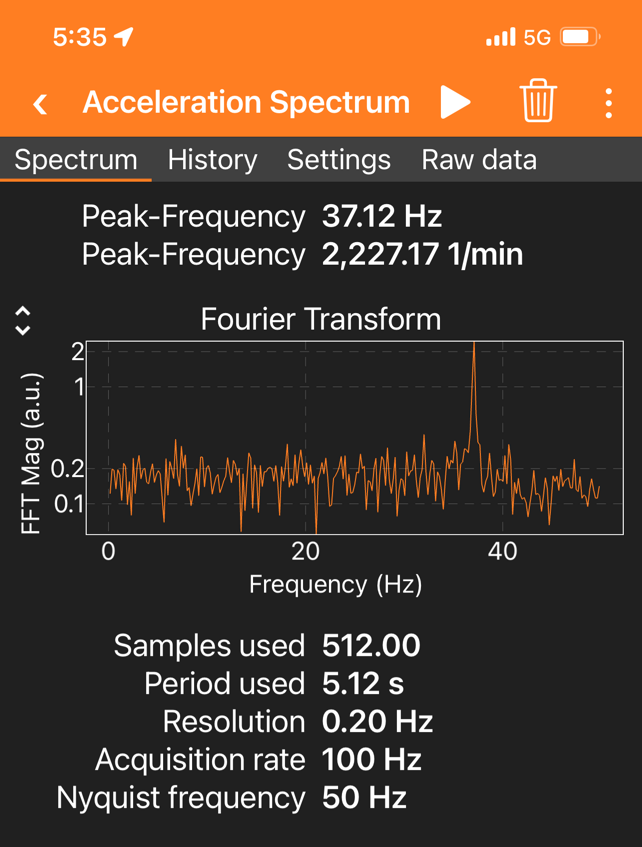 5:35 5G
Acceleration Spectrum
Spectrum History Settings Raw data
Peak-Frequency 37.12 Hz
Peak-Frequency 2,227.17 1/min
Fourier Transform
FFT Mag (a.u.)
2
1
0.2
0.1
0 20 40
Frequency (Hz)
Samples used 512.00
Period used 5.12 s
Resolution 0.20 Hz
Acquisition rate 100 Hz
Nyquist frequency 50 Hz